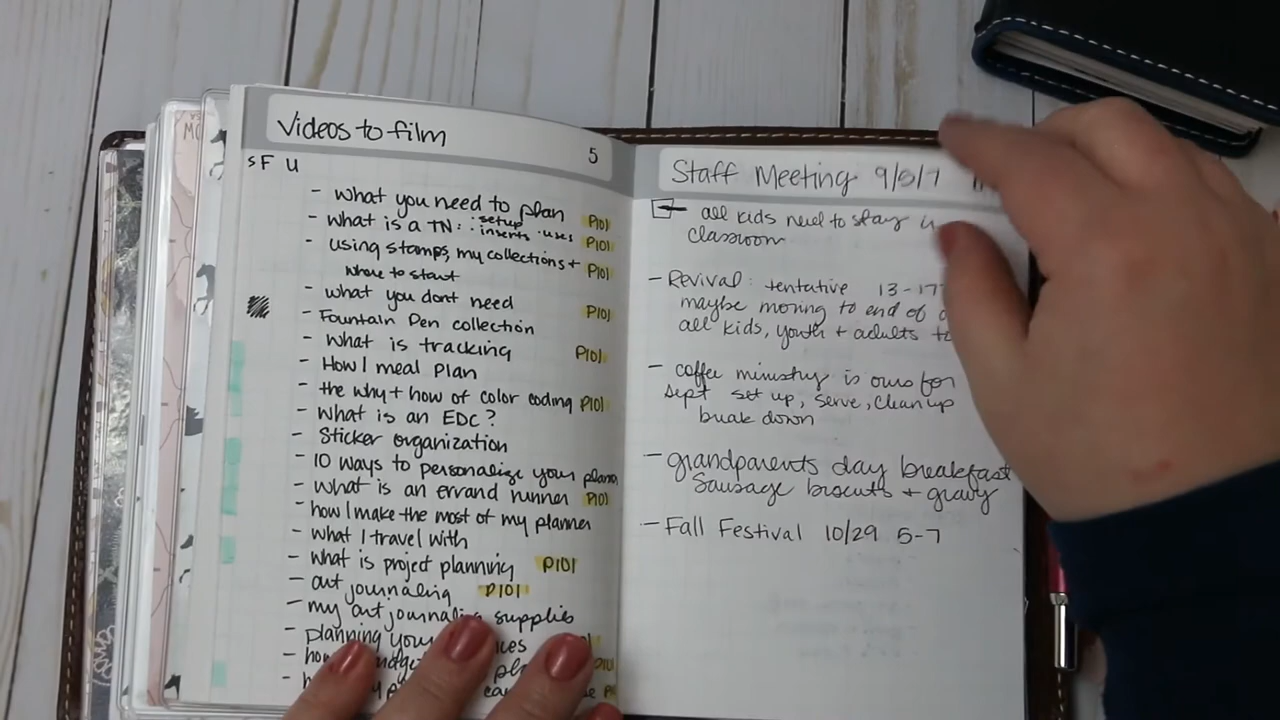 Videos to film
5
SF U
- what you need to plan P101
- what is a TN: : setup · inserts · uses P101
- using stamps, my collections + where to start P101
- what you dont need P101
- Fountain Pen collection
- what is tracking P101
- How I meal plan
- the why + how of color coding P101
- what is an EDC?
- Sticker organization
- 10 ways to personalize your
- what is an errand runner P101
- how I make the most of my planner
- what I travel with
- what is project planning P101
- art journaling P101
- my art journaling supplies
- planning your
Staff Meeting
- all kids need to stay in
classroom
- Revival: tentative 13-17
maybe moving to end of
all kids, youth + adults
- coffee ministry is ours for
Sept set up, serve, clean up
break down
- grandparents day breakfast
Sausage biscuts + gravy
- Fall Festival 10/29 5-7